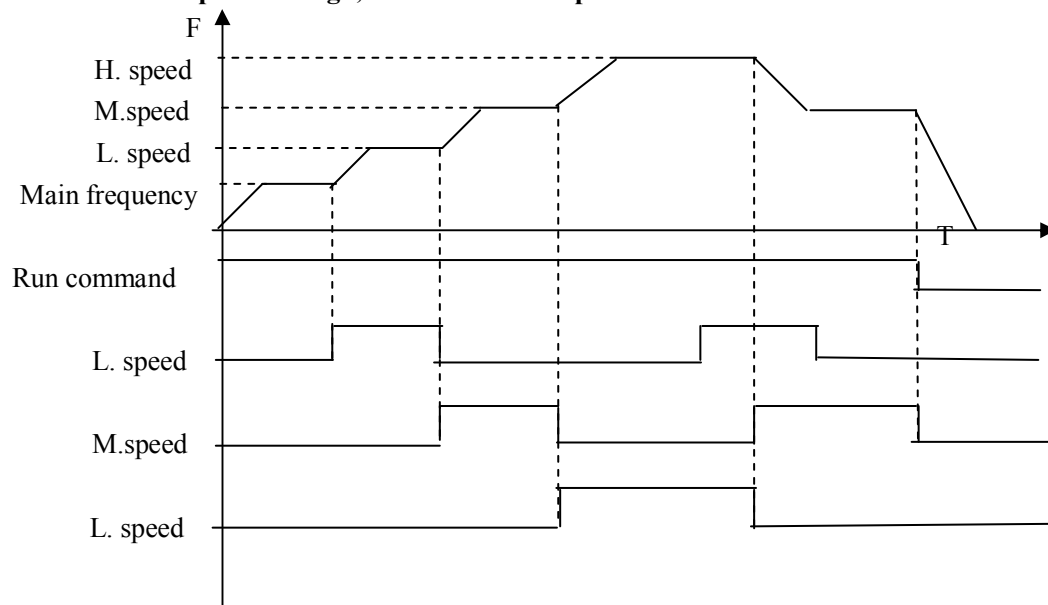 F
H. speed
M.speed
L. speed
Main frequency
T
Run command
L. speed
M.speed
L. speed